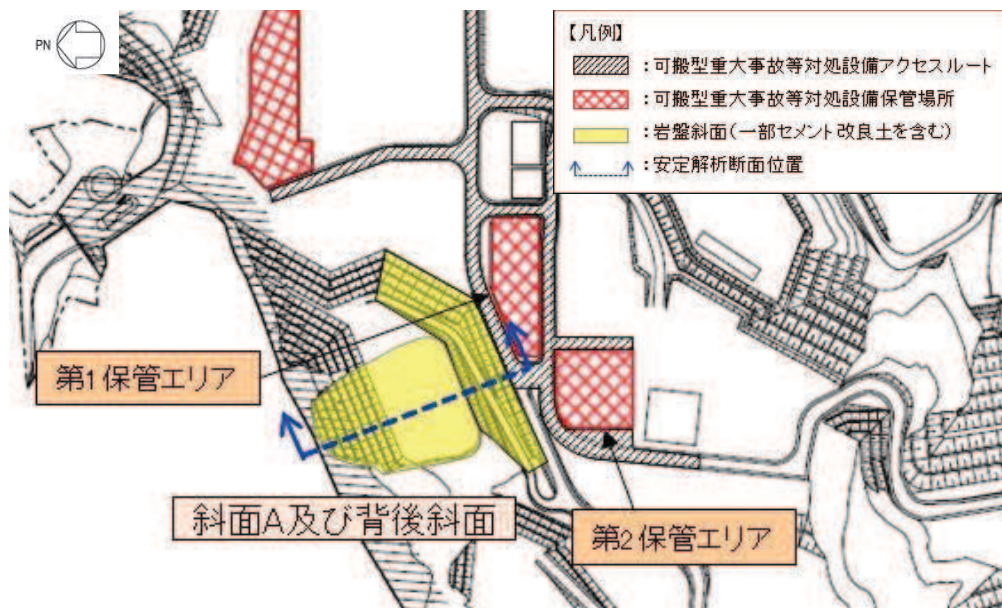 PN
【凡例】
：可搬型重大事故等対処設備アクセスルート
：可搬型重大事故等対処設備保管場所
：岩盤斜面(一部セメント改良土を含む)
：安定解析断面位置
第1保管エリア
斜面A及び背後斜面
第2保管エリア